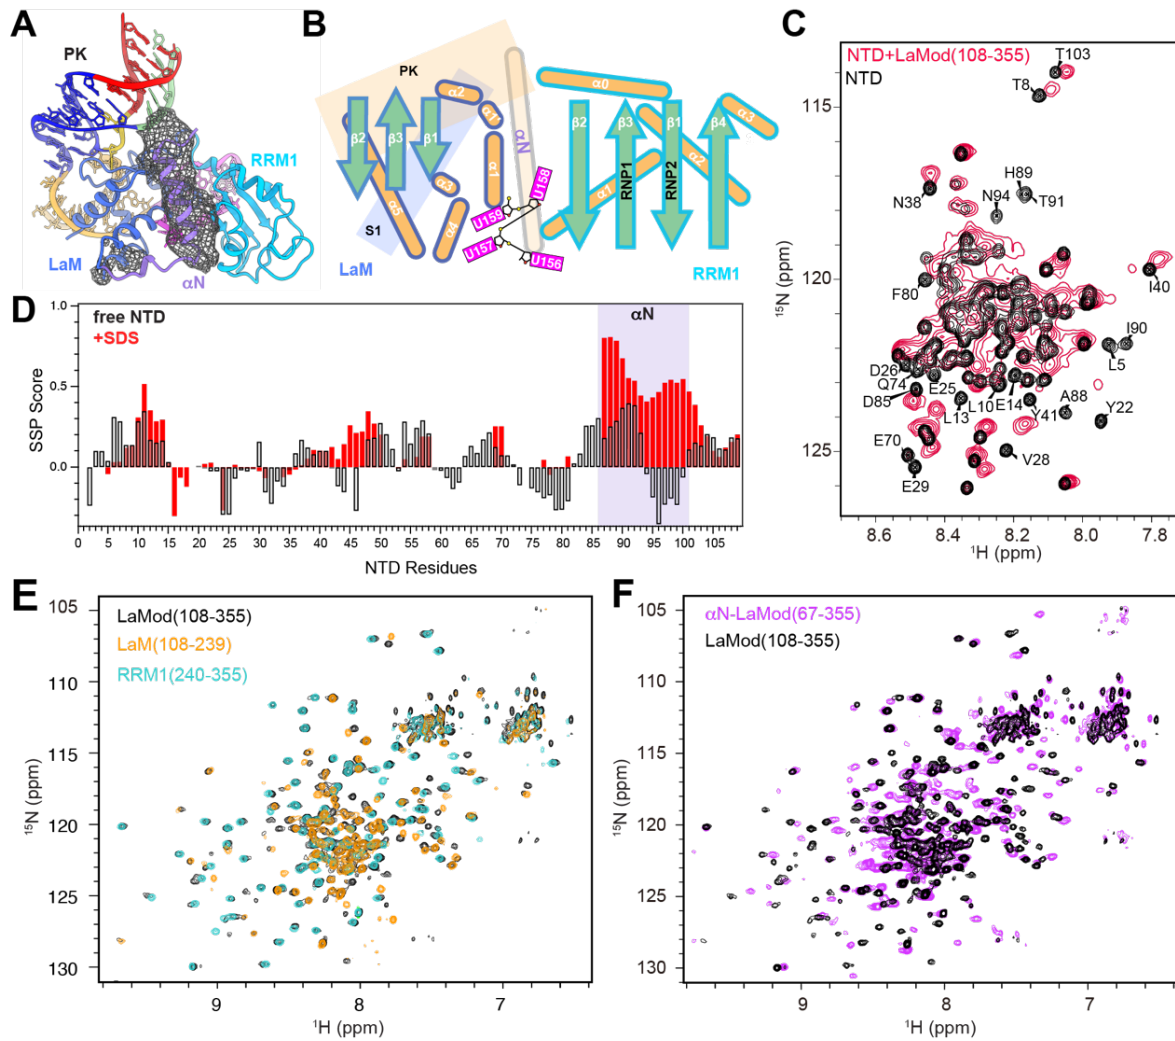 A
PK
RRM1
LaM
αN
B
PK
α2
α1'
β2
β3
β1
α1
α3
α5
α4
S1
LaM
αN
U158
U159
U157
U156
α0
β2
β3
β1
β4
α3
α2
α1
RNP1
RNP2
RRM1
C
NTD+LaMod(108-355)
NTD
T103
T8
H89
N94
T91
N38
F80
I40
I90
L5
D26
Q74
E25
D85
L13
L10
E14
Y41
A88
Y22
E70
V28
E29
115
120
125
15N (ppm)
8.6
8.4
8.2
8.0
1H (ppm)
D
free NTD
+SDS
αN
SSP Score
1.0
0.5
0.0
0 5 10 15 20 25 30 35 40 45 50 55 60 65 70 75 80 85 90 95 100 105
NTD Residues
E
LaMod(108-355)
LaM(108-239)
RRM1(240-355)
105
110
115
120
125
130
15N (ppm)
9 8 7
1H (ppm)
F
αN-LaMod(67-355)
LaMod(108-355)
105
110
115
120
125
130
15N (ppm)
9 8 7
1H (ppm)